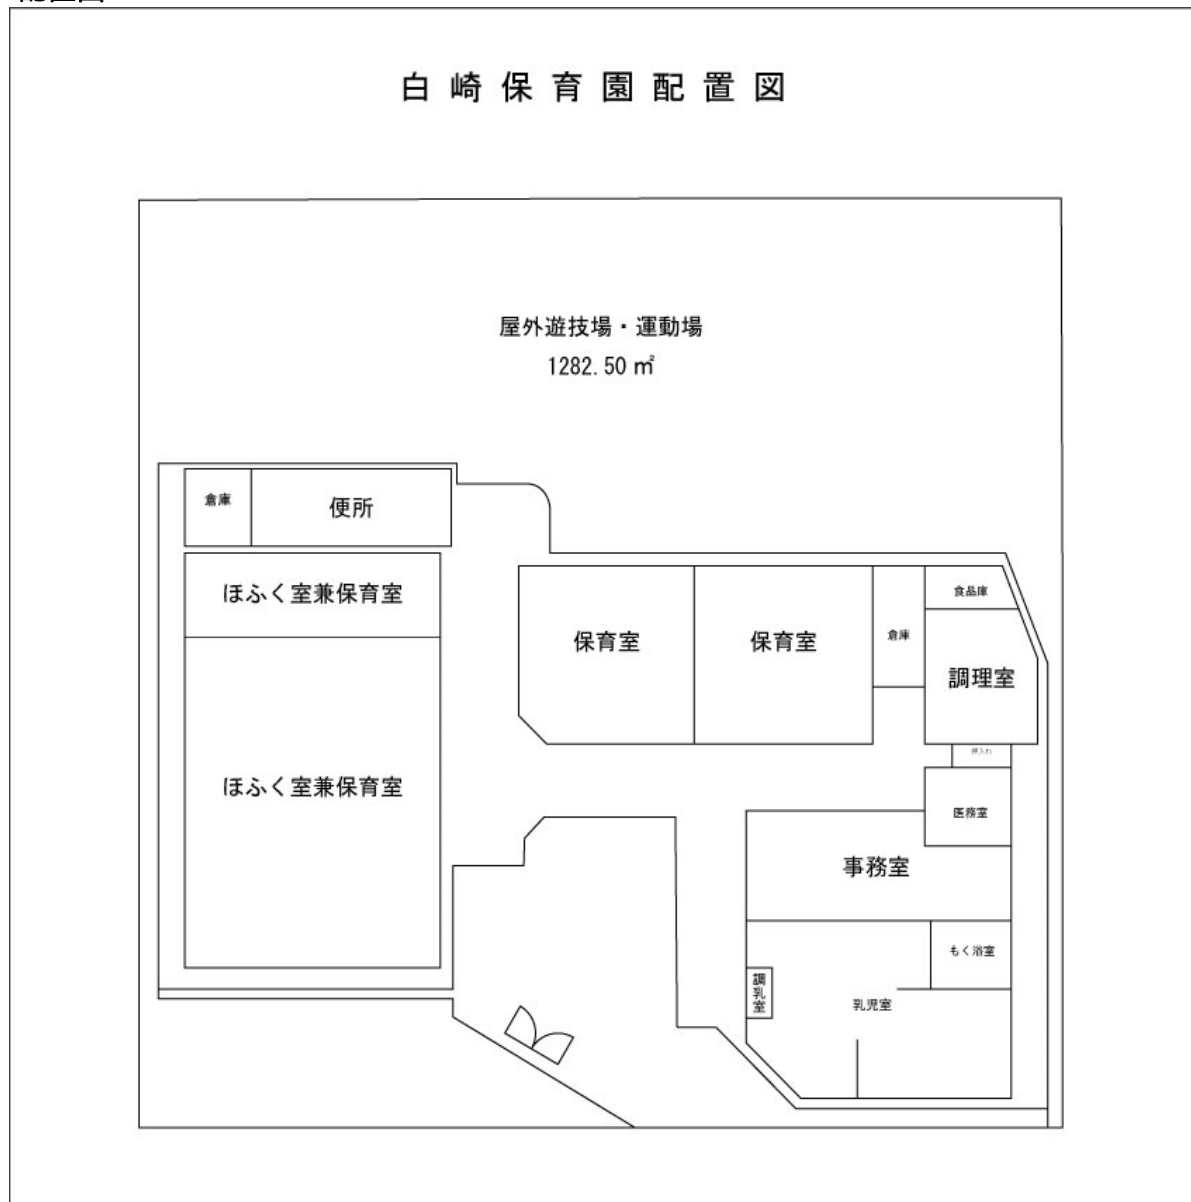 白崎保育園配置図
屋外遊技場・運動場
1282.50 ㎡
倉庫
便所
ほふく室兼保育室
保育室
保育室
倉庫
食品庫
調理室
押入れ
ほふく室兼保育室
医務室
事務室
もく浴室
調乳室
乳児室